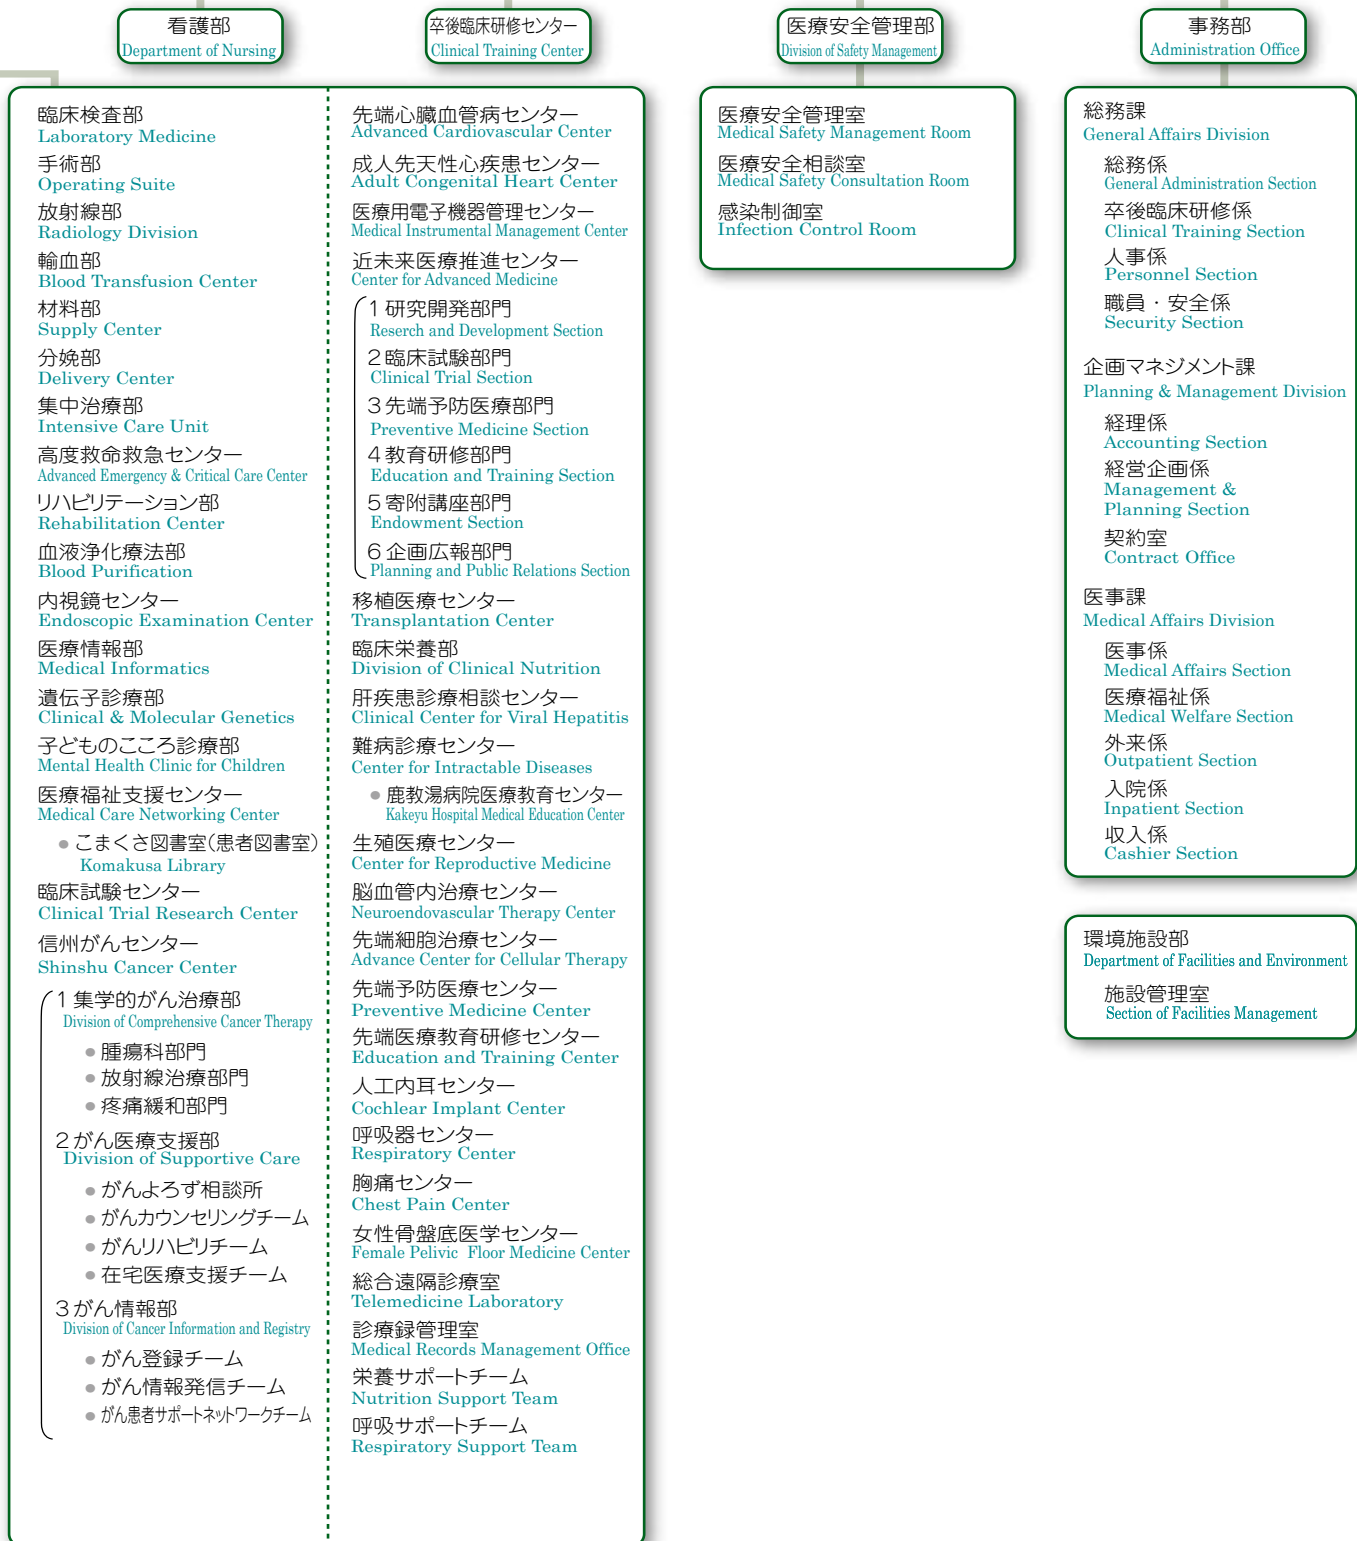 看護部
Department of Nursing
卒後臨床研修センター
Clinical Training Center
医療安全管理部
Division of Safety Management
事務部
Administration Office
臨床検査部
Laboratory Medicine
手術部
Operating Suite
放射線部
Radiology Division
輸血部
Blood Transfusion Center
材料部
Supply Center
分娩部
Delivery Center
集中治療部
Intensive Care Unit
高度救命救急センター
Advanced Emergency & Critical Care Center
リハビリテーション部
Rehabilitation Center
血液浄化療法部
Blood Purification
内視鏡センター
Endoscopic Examination Center
医療情報部
Medical Informatics
遺伝子診療部
Clinical & Molecular Genetics
子どものこころ診療部
Mental Health Clinic for Children
医療福祉支援センター
Medical Care Networking Center
● こまくさ図書室(患者図書室)
Komakusa Library
臨床試験センター
Clinical Trial Research Center
信州がんセンター
Shinshu Cancer Center
1 集学的がん治療部
Division of Comprehensive Cancer Therapy
● 腫瘍科部門
● 放射線治療部門
● 疼痛緩和部門
2 がん医療支援部
Division of Supportive Care
● がんよろず相談所
● がんカウンセリングチーム
● がんリハビリチーム
● 在宅医療支援チーム
3 がん情報部
Division of Cancer Information and Registry
● がん登録チーム
● がん情報発信チーム
● がん患者サポートネットワークチーム
先端心臓血管病センター
Advanced Cardiovascular Center
成人先天性心疾患センター
Adult Congenital Heart Center
医療用電子機器管理センター
Medical Instrumental Management Center
近未来医療推進センター
Center for Advanced Medicine
1 研究開発部門
Reserch and Development Section
2 臨床試験部門
Clinical Trial Section
3 先端予防医療部門
Preventive Medicine Section
4 教育研修部門
Education and Training Section
5 寄附講座部門
Endowment Section
6 企画広報部門
Planning and Public Relations Section
移植医療センター
Transplantation Center
臨床栄養部
Division of Clinical Nutrition
肝疾患診療相談センター
Clinical Center for Viral Hepatitis
難病診療センター
Center for Intractable Diseases
● 鹿教湯病院医療教育センター
Kakeyu Hospital Medical Education Center
生殖医療センター
Center for Reproductive Medicine
脳血管内治療センター
Neuroendovascular Therapy Center
先端細胞治療センター
Advance Center for Cellular Therapy
先端予防医療センター
Preventive Medicine Center
先端医療教育研修センター
Education and Training Center
人工内耳センター
Cochlear Implant Center
呼吸器センター
Respiratory Center
胸痛センター
Chest Pain Center
女性骨盤底医学センター
Female Pelivic Floor Medicine Center
総合遠隔診療室
Telemedicine Laboratory
診療録管理室
Medical Records Management Office
栄養サポートチーム
Nutrition Support Team
呼吸サポートチーム
Respiratory Support Team
医療安全管理室
Medical Safety Management Room
医療安全相談室
Medical Safety Consultation Room
感染制御室
Infection Control Room
総務課
General Affairs Division
総務係
General Administration Section
卒後臨床研修係
Clinical Training Section
人事係
Personnel Section
職員・安全係
Security Section
企画マネジメント課
Planning & Management Division
経理係
Accounting Section
経営企画係
Management &
Planning Section
契約室
Contract Office
医事課
Medical Affairs Division
医事係
Medical Affairs Section
医療福祉係
Medical Welfare Section
外来係
Outpatient Section
入院係
Inpatient Section
収入係
Cashier Section
環境施設部
Department of Facilities and Environment
施設管理室
Section of Facilities Management